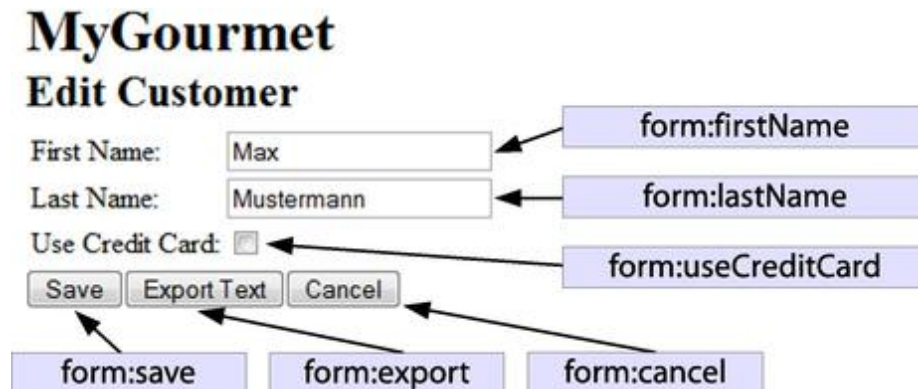 MyGourmet
Edit Customer
form:firstName
First Name: Max
form:lastName
Last Name: Mustermann
Use Credit Card:
form:useCreditCard
Save Export Text Cancel
form:save form:export form:cancel